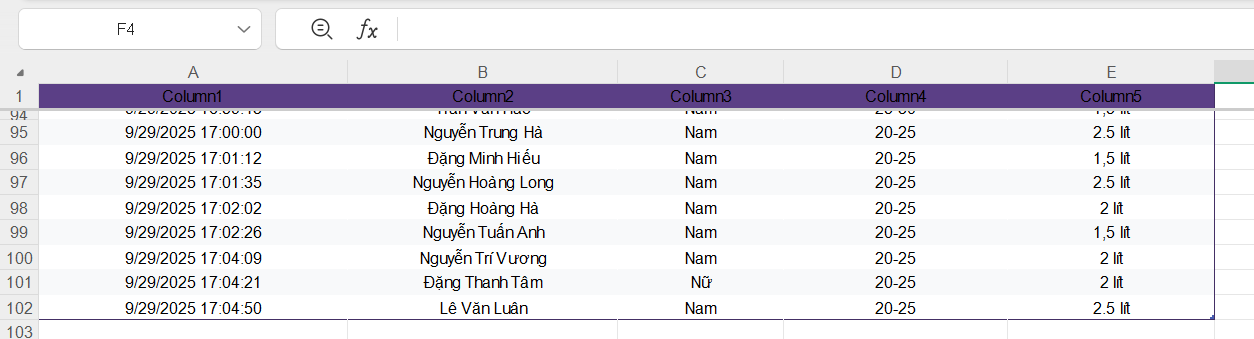 F4
fx
A B C D E
1 Column1 Column2 Column3 Column4 Column5
94 Nam
95 9/29/2025 17:00:00 Nguyễn Trung Hà Nam 20-25 2.5 lít
96 9/29/2025 17:01:12 Đặng Minh Hiếu Nam 20-25 1,5 lít
97 9/29/2025 17:01:35 Nguyễn Hoàng Long Nam 20-25 2.5 lít
98 9/29/2025 17:02:02 Đặng Hoàng Hà Nam 20-25 2 lít
99 9/29/2025 17:02:26 Nguyễn Tuấn Anh Nam 20-25 1,5 lít
100 9/29/2025 17:04:09 Nguyễn Trí Vương Nam 20-25 2 lít
101 9/29/2025 17:04:21 Đặng Thanh Tâm Nữ 20-25 2 lít
102 9/29/2025 17:04:50 Lê Văn Luân Nam 20-25 2.5 lít
103